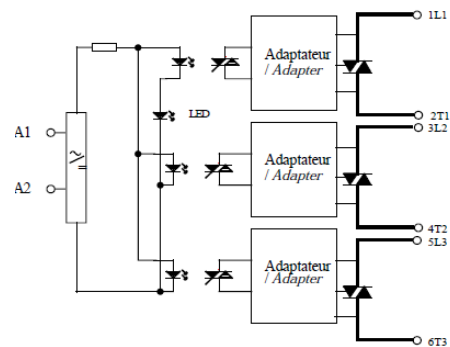 1L1
Adaptateur
/ Adapter
LED
2T1
A1
3L2
~
=
Adaptateur
/ Adapter
A2
4T2
5L3
Adaptateur
/ Adapter
6T3